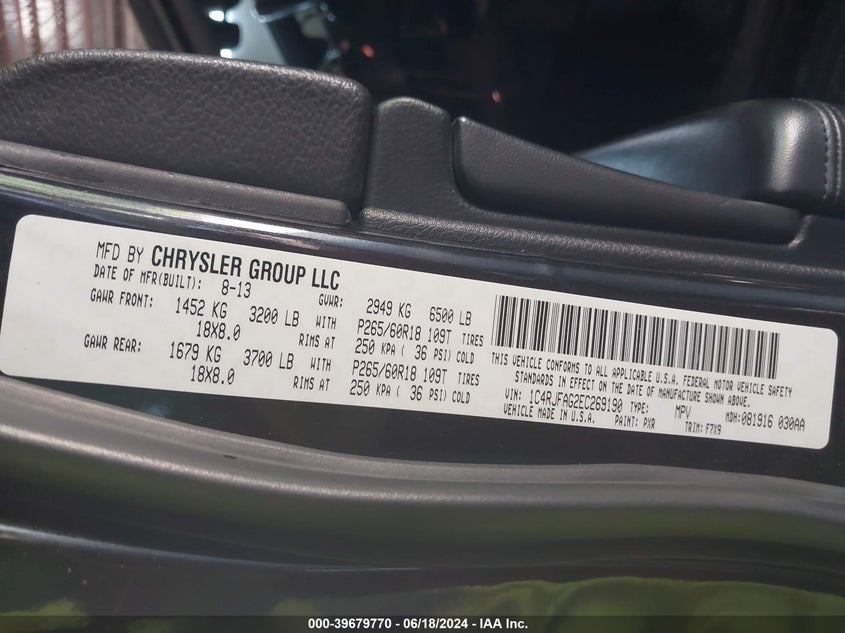 MFD BY CHRYSLER GROUP LLC
DATE OF MFR(BUILT): 8-13 GVWR: 2949 KG 6500 LB
GAWR FRONT: 1452 KG 3200 LB WITH P265/60R18 109T TIRES
18X8.0 RIMS AT 250 KPA ( 36 PSI) COLD
GAWR REAR: 1679 KG 3700 LB WITH P265/60R18 109T TIRES
18X8.0 RIMS AT 250 KPA ( 36 PSI) COLD
THIS VEHICLE CONFORMS TO ALL APPLICABLE U.S.A. FEDERAL MOTOR VEHICLE SAFETY
STANDARDS IN EFFECT ON THE DATE OF MANUFACTURE SHOWN ABOVE.
VIN: 1C4RJFAG2EC269190 TYPE: MPV MDH: 081916 030AA
VEHICLE MADE IN U.S.A. PAINT: PXR TRIM: F7X9
000-39679770 - 06/18/2024 - IAA Inc.